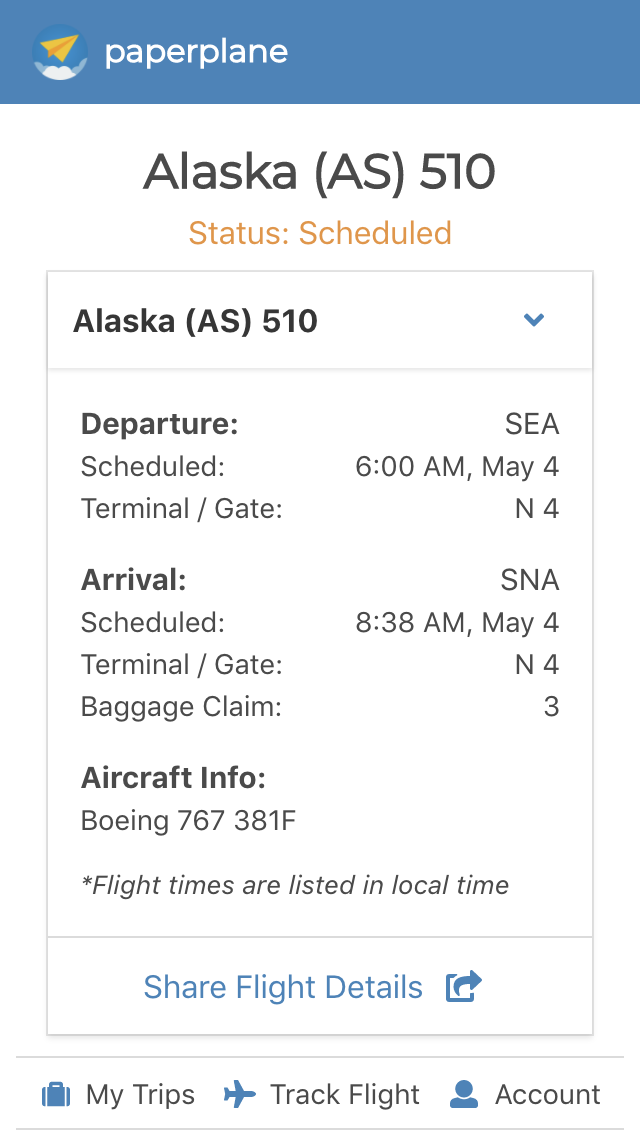 paperplane
Alaska (AS) 510
Status: Scheduled
Alaska (AS) 510
Departure: SEA
Scheduled: 6:00 AM, May 4
Terminal / Gate: N 4
Arrival: SNA
Scheduled: 8:38 AM, May 4
Terminal / Gate: N 4
Baggage Claim: 3
Aircraft Info:
Boeing 767 381F
*Flight times are listed in local time
Share Flight Details
My Trips Track Flight Account